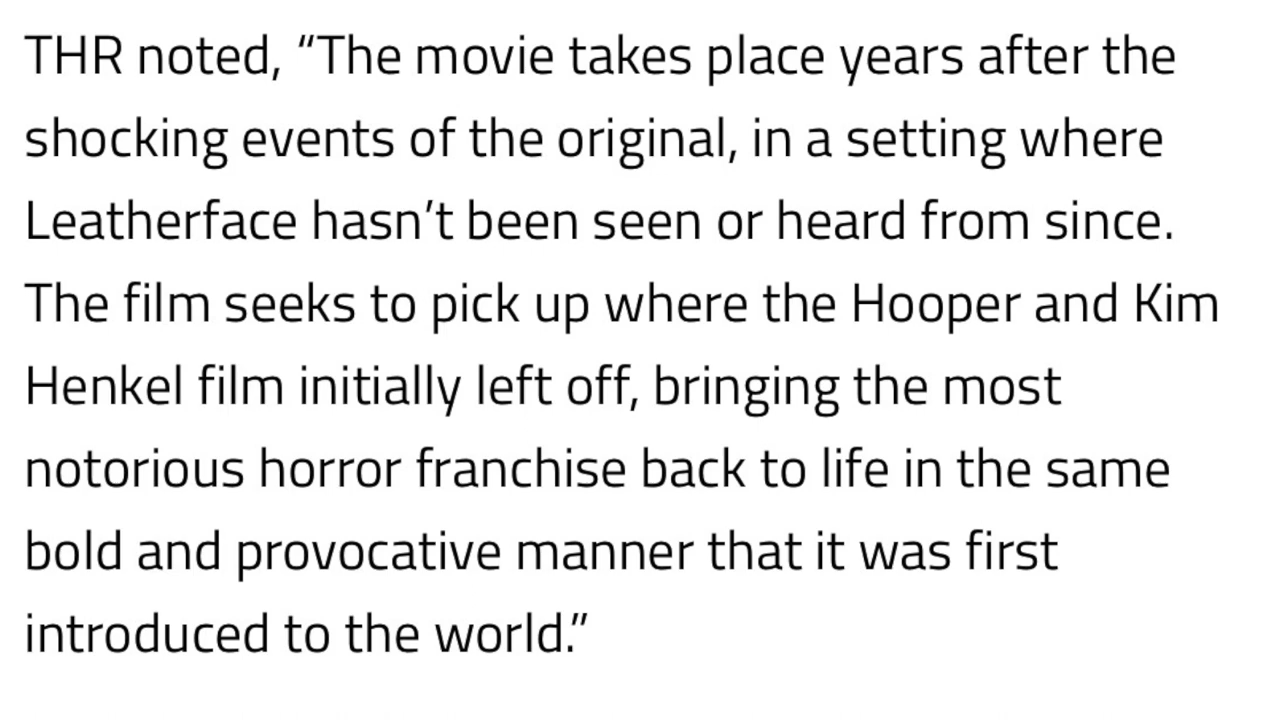 THR noted, “The movie takes place years after the
shocking events of the original, in a setting where
Leatherface hasn’t been seen or heard from since.
The film seeks to pick up where the Hooper and Kim
Henkel film initially left off, bringing the most
notorious horror franchise back to life in the same
bold and provocative manner that it was first
introduced to the world.”